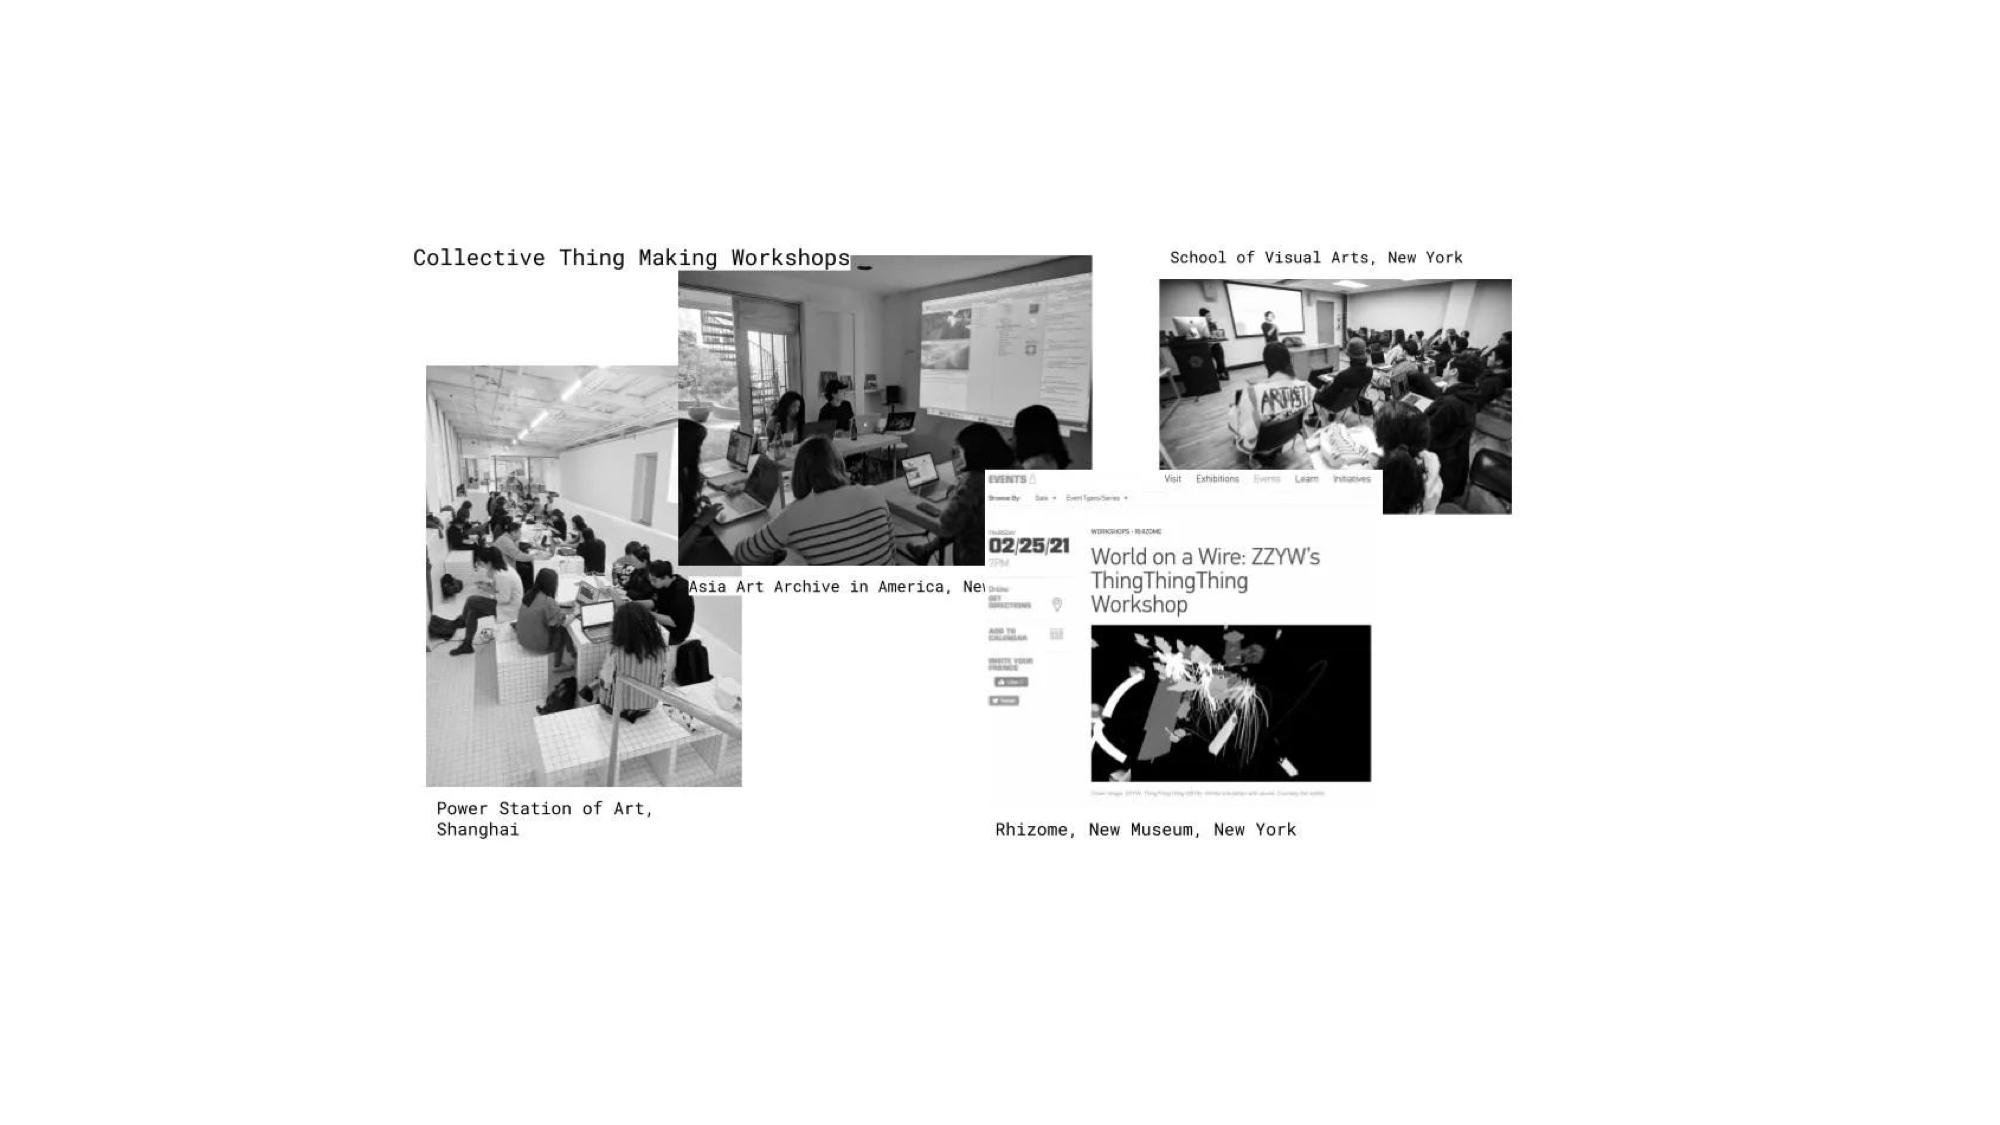 Collective Thing Making Workshops
School of Visual Arts, New York
ARTIST
EVENTS
Visit Exhibitions Events Learn Initiatives
Browse By: Date Event Types/Series
WORKSHOPS · RHIZOME
THURSDAY
02/25/21
7PM
World on a Wire: ZZYW's
ThingThingThing
Workshop
Asia Art Archive in America, New
Online
GET
DIRECTIONS
ADD TO
CALENDAR
INVITE YOUR
FRIENDS
Like
Tweet
Power Station of Art,
Shanghai
Rhizome, New Museum, New York